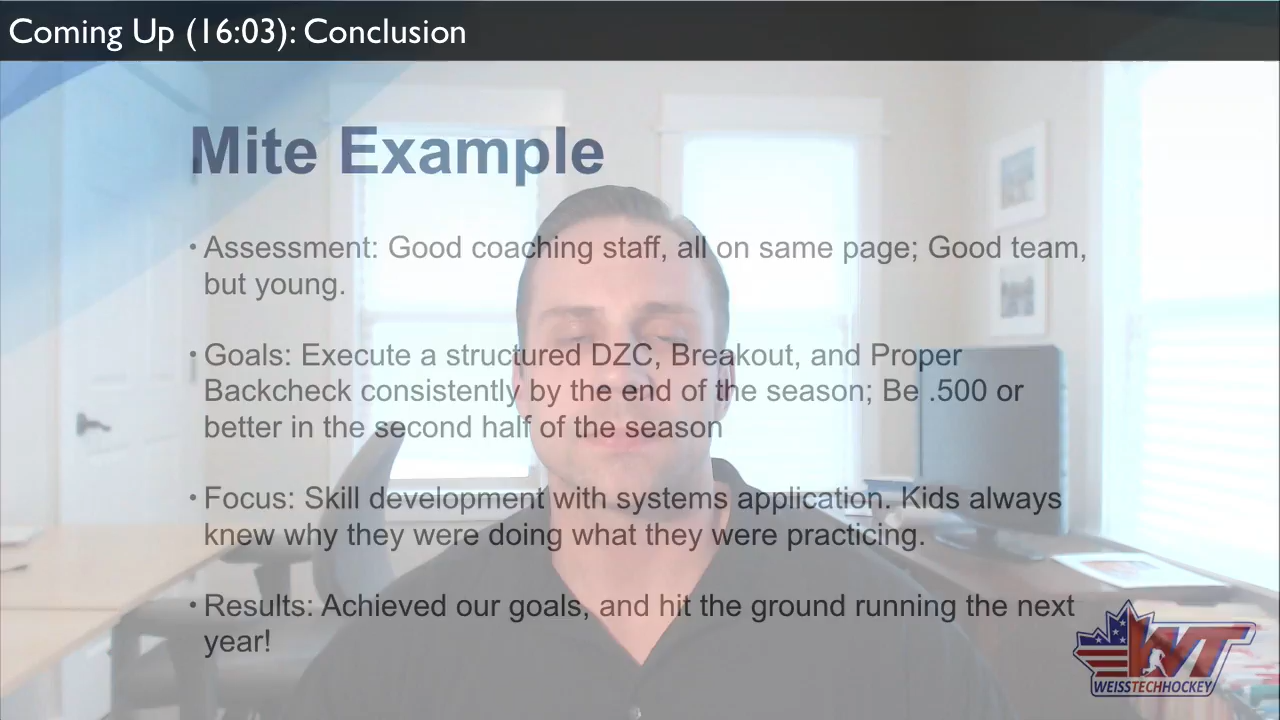 Coming Up (16:03): Conclusion
Mite Example
• Assessment: Good coaching staff, all on same page; Good team,
but young.
• Goals: Execute a structured DZC, Breakout, and Proper
Backcheck consistently by the end of the season; Be .500 or
better in the second half of the season
• Focus: Skill development with systems application. Kids always
knew why they were doing what they were practicing.
• Results: Achieved our goals, and hit the ground running the next
year!
WT
WEISSTECHHOCKEY